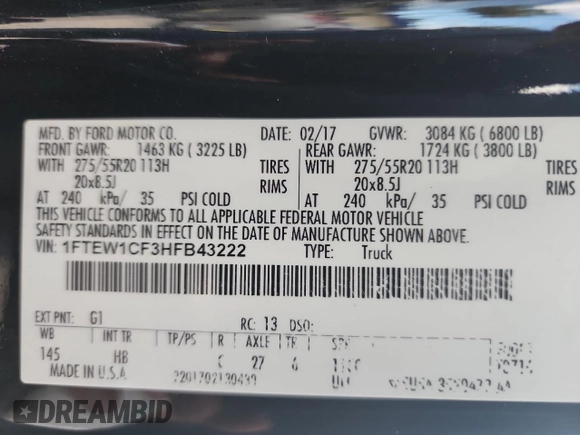 MFD. BY FORD MOTOR CO. DATE: 02/17 GVWR: 3084 KG ( 6800 LB)
FRONT GAWR: 1463 KG ( 3225 LB) REAR GAWR: 1724 KG ( 3800 LB)
WITH 275/55R20 113H TIRES WITH 275/55R20 113H TIRES
20x8.5J RIMS 20x8.5J RIMS
AT 240 kPa/ 35 PSI COLD AT 240 kPa/ 35 PSI COLD
THIS VEHICLE CONFORMS TO ALL APPLICABLE FEDERAL MOTOR VEHICLE
SAFETY STANDARDS IN EFFECT ON THE DATE OF MANUFACTURE SHOWN ABOVE.
VIN: 1FTEW1CF3HFB43222 TYPE: Truck
EXT PNT: G1 RC: 13 DSO:
WB INT TR TP/PS R AXLE TR
145 HB 27 6
MADE IN U.S.A.
DREAMBID